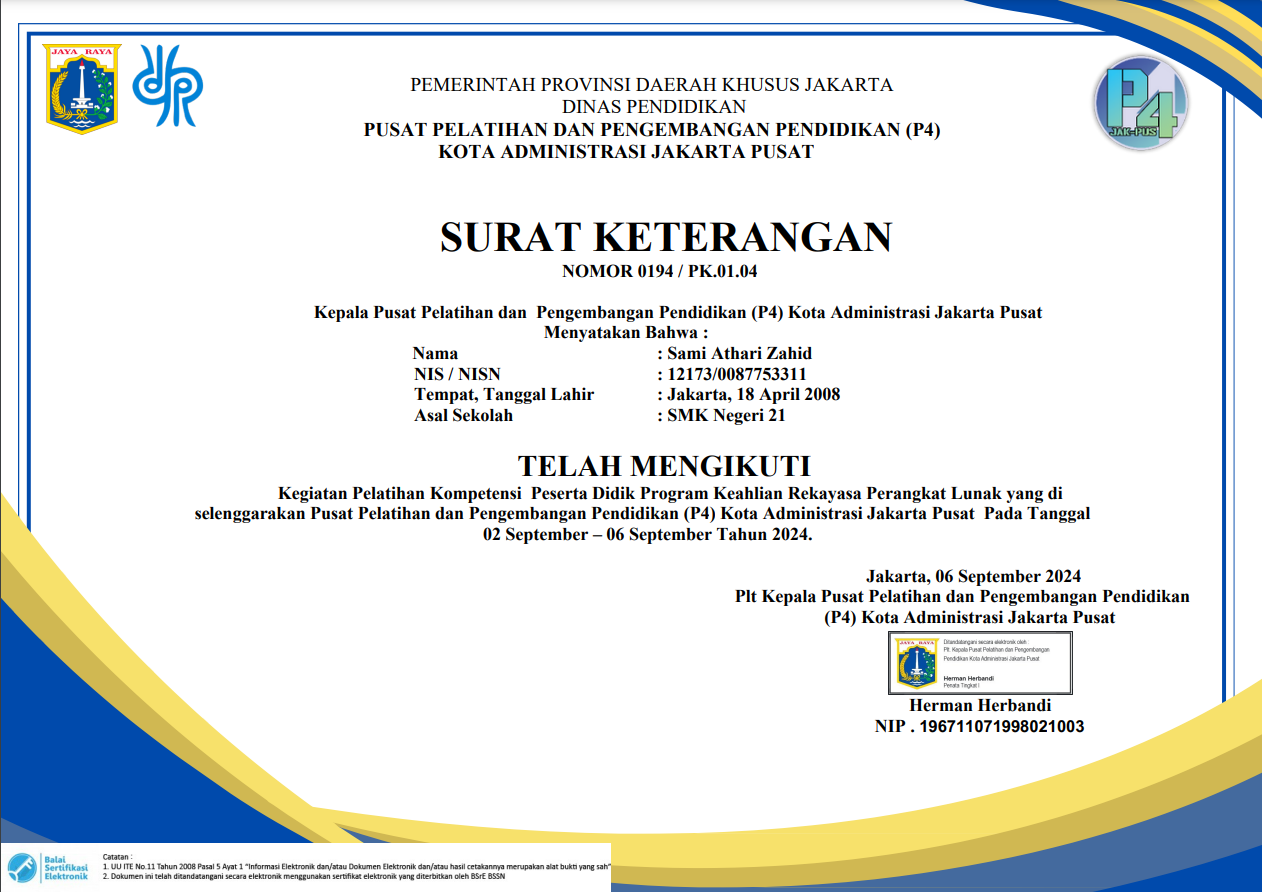 JAYA RAYA
P4
JAK-PUS
PEMERINTAH PROVINSI DAERAH KHUSUS JAKARTA
DINAS PENDIDIKAN
PUSAT PELATIHAN DAN PENGEMBANGAN PENDIDIKAN (P4)
KOTA ADMINISTRASI JAKARTA PUSAT
SURAT KETERANGAN
NOMOR 0194 / PK.01.04
Kepala Pusat Pelatihan dan Pengembangan Pendidikan (P4) Kota Administrasi Jakarta Pusat
Menyatakan Bahwa :
Nama : Sami Athari Zahid
NIS / NISN : 12173/0087753311
Tempat, Tanggal Lahir : Jakarta, 18 April 2008
Asal Sekolah : SMK Negeri 21
TELAH MENGIKUTI
Kegiatan Pelatihan Kompetensi Peserta Didik Program Keahlian Rekayasa Perangkat Lunak yang di
selenggarakan Pusat Pelatihan dan Pengembangan Pendidikan (P4) Kota Administrasi Jakarta Pusat Pada Tanggal
02 September – 06 September Tahun 2024.
Jakarta, 06 September 2024
Plt Kepala Pusat Pelatihan dan Pengembangan Pendidikan
(P4) Kota Administrasi Jakarta Pusat
JAYA RAYA
Ditandatangani secara elektronik oleh :
Plt. Kepala Pusat Pelatihan dan Pengembangan
Pendidikan Kota Administrasi Jakarta Pusat
Herman Herbandi
Penata Tingkat I
Herman Herbandi
NIP . 196711071998021003
Balai
Sertifikasi
Elektronik
Catatan :
1. UU ITE No.11 Tahun 2008 Pasal 5 Ayat 1 "Informasi Elektronik dan/atau Dokumen Elektronik dan/atau hasil cetakannya merupakan alat bukti yang sah"
2. Dokumen ini telah ditandatangani secara elektronik menggunakan sertifikat elektronik yang diterbitkan oleh BSrE BSSN